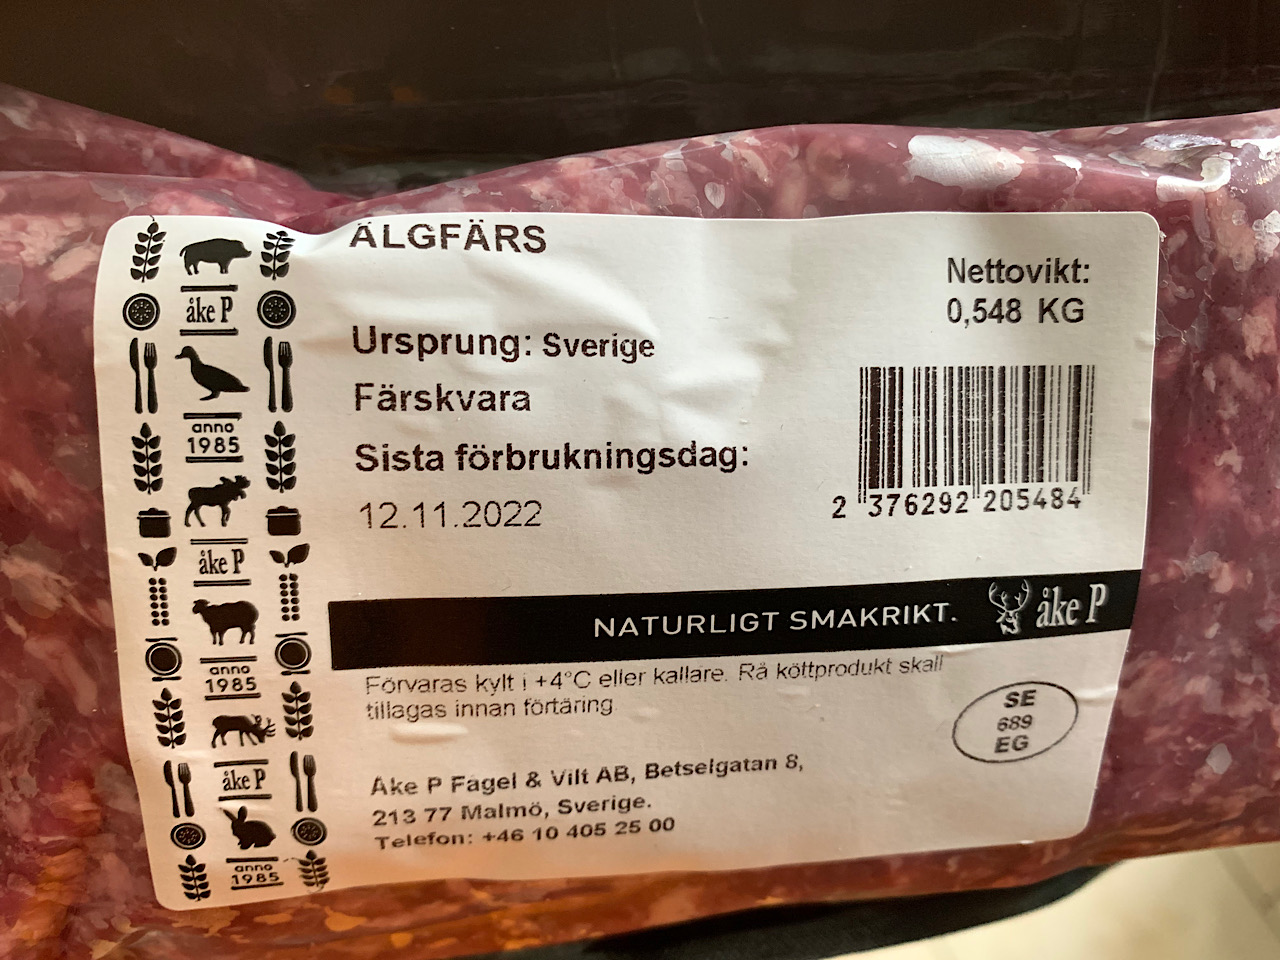 ÄLGFÄRS
Ursprung: Sverige
Färskvara
Sista förbrukningsdag:
12.11.2022
Nettovikt:
0,548 KG
2 376292 205484
NATURLIGT SMAKRIKT. åke P
Förvaras kylt i +4°C eller kallare. Rå köttprodukt skall
tillagas innan förtäring.
SE
689
EG
Åke P Fågel & Vilt AB, Betselgatan 8,
213 77 Malmö, Sverige.
Telefon: +46 10 405 25 00
åke P
anno
1985
åke P
anno
1985
åke P
anno
1985